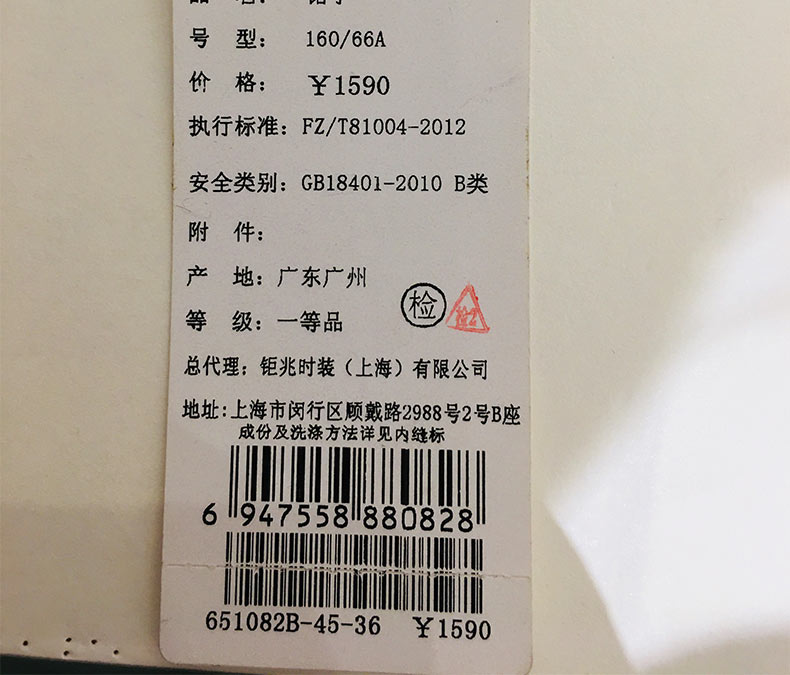 号 型： 160/66A
价 格： ￥1590
执行标准：FZ/T81004-2012
安全类别：GB18401-2010 B类
附 件：
产 地：广东广州
检
等 级：一等品
总代理：钜兆时装（上海）有限公司
地址：上海市闵行区顾戴路2988号2号B座
成份及洗涤方法详见内缝标
6 947558 880828
651082B-45-36 ￥1590